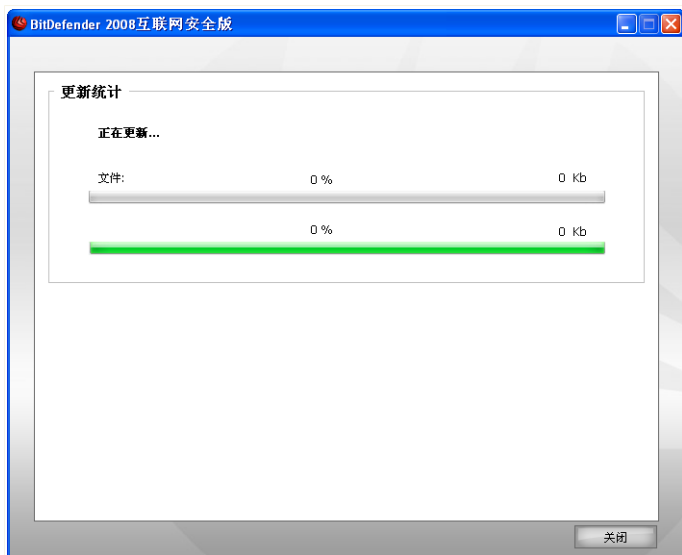 BitDefender 2008互联网安全版
更新统计
正在更新...
文件: 0 % 0 Kb
0 % 0 Kb
关闭